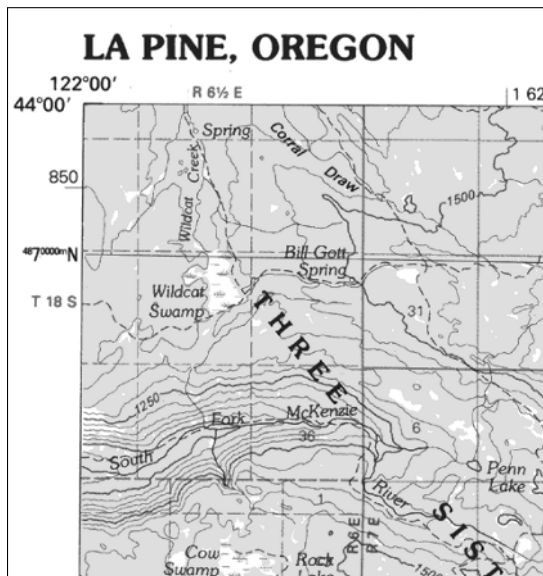 LA PINE, OREGON
122°00'
R 6½ E
1 62
44°00'
Spring
Corral
Draw
Wildcat
Creek
850
1500
4870000mN
Bill Gott
Spring
Wildcat
Swamp
T 18 S
31
THREE
1250
South
Fork
McKenzie
River
36
6
Penn
Lake
SIST
1
R 6 E
R 7 E
Cow
Swamp
Rock
Lake
1500